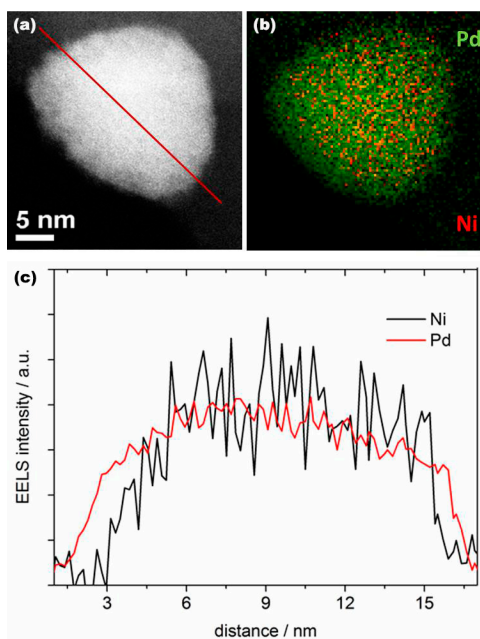 (a)
5 nm
(b)
Pd
Ni
(c)
Ni
Pd
EELS intensity / a.u.
3 6 9 12 15
distance / nm